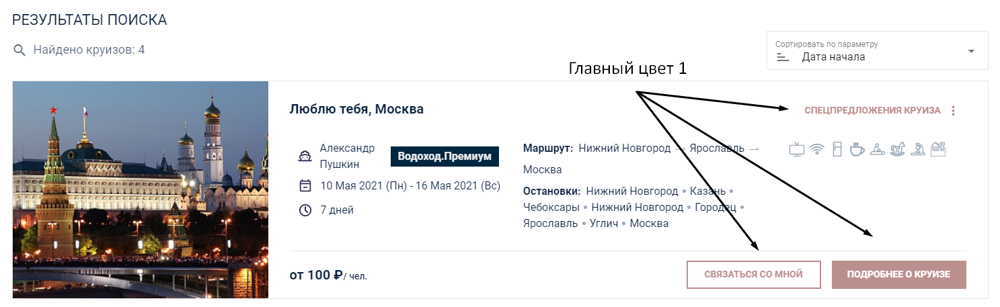 РЕЗУЛЬТАТЫ ПОИСКА
Найдено круизов: 4
Сортировать по параметру
Дата начала
Главный цвет 1
Люблю тебя, Москва
СПЕЦПРЕДЛОЖЕНИЯ КРУИЗА
Александр
Пушкин
Водоход.Премиум
10 Мая 2021 (Пн) - 16 Мая 2021 (Вс)
7 дней
Маршрут: Нижний Новгород → Ярославль →
Москва
Остановки: Нижний Новгород • Казань •
Чебоксары • Нижний Новгород • Городец •
Ярославль • Углич • Москва
от 100 ₽/ чел.
СВЯЗАТЬСЯ СО МНОЙ
ПОДРОБНЕЕ О КРУИЗЕ